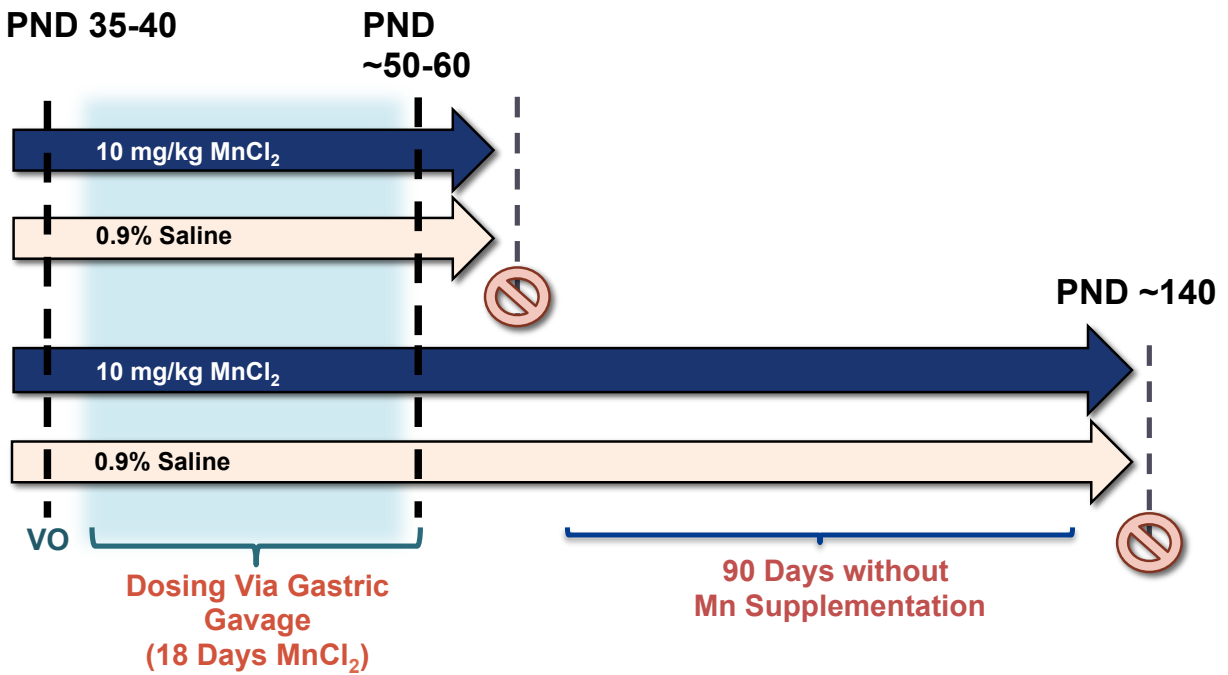 PND 35-40
PND
~50-60
10 mg/kg MnCl₂
0.9% Saline
PND ~140
10 mg/kg MnCl₂
0.9% Saline
VO
Dosing Via Gastric
Gavage
(18 Days MnCl₂)
90 Days without
Mn Supplementation